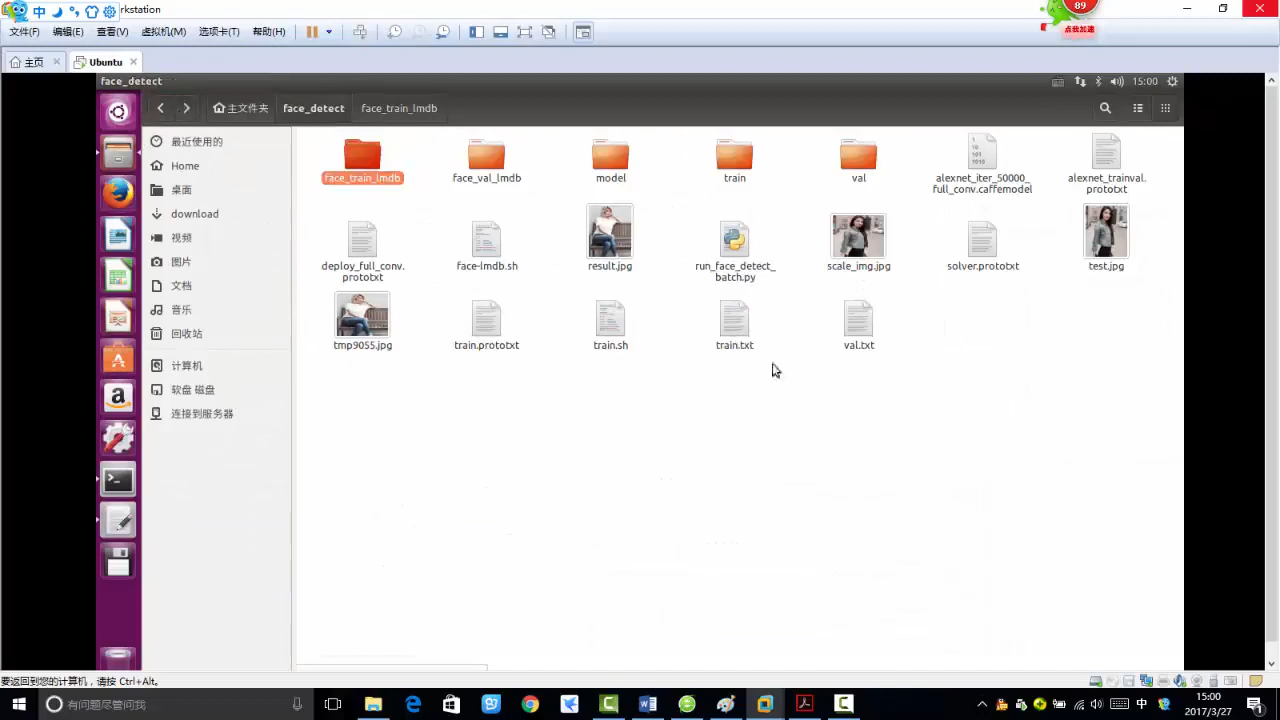 中
rkstation
89
点我加速
文件(F) 编辑(E) 查看(V) 虚拟机(M) 选项卡(T) 帮助(H)
主页 Ubuntu
face_detect
15:00
主文件夹 face_detect face_train_lmdb
最近使用的
Home
桌面
download
视频
图片
文档
音乐
回收站
计算机
软盘 磁盘
连接到服务器
face_train_lmdb face_val_lmdb model train val alexnet_iter_50000_ alexnet_trainval.
full_conv.caffemodel prototxt
deploy_full_conv. face-lmdb.sh result.jpg run_face_detect_ scale_img.jpg solver.prototxt test.jpg
prototxt batch.py
tmp9055.jpg train.prototxt train.sh train.txt val.txt
要返回到您的计算机，请按 Ctrl+Alt。
有问题尽管问我
中
15:00
2017/3/27